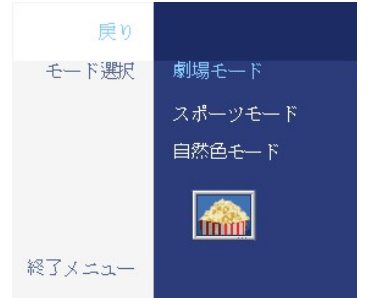 戻り
モード選択
劇場モード
スポーツモード
自然色モード
終了メニュー